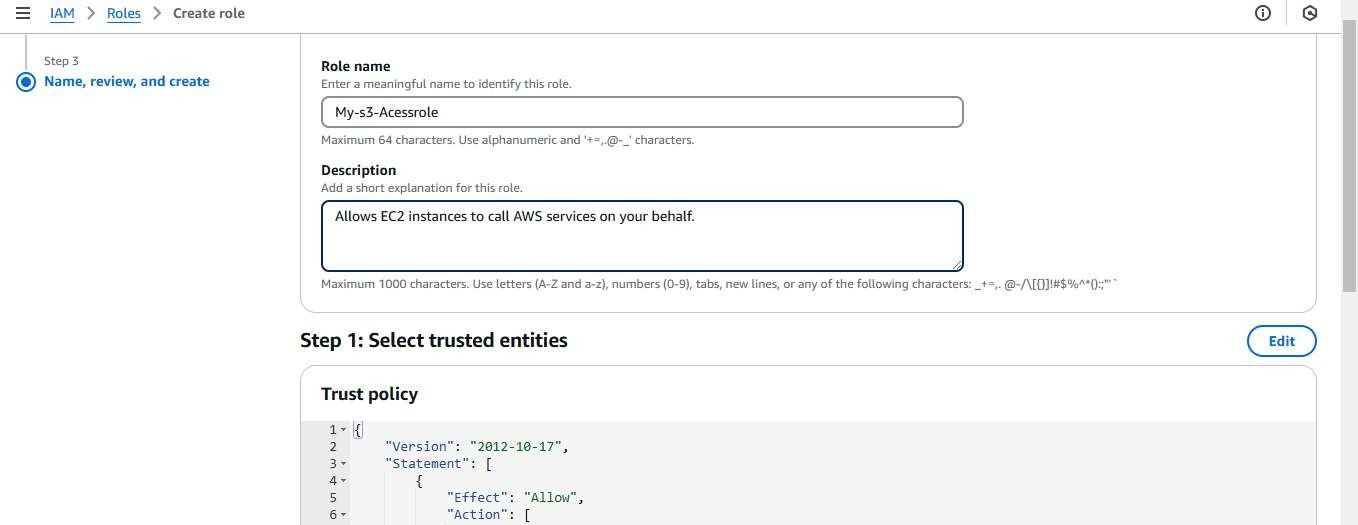 IAM > Roles > Create role
Step 3
Name, review, and create
Role name
Enter a meaningful name to identify this role.
My-s3-Acessrole
Maximum 64 characters. Use alphanumeric and '+=,.@-_' characters.
Description
Add a short explanation for this role.
Allows EC2 instances to call AWS services on your behalf.
Maximum 1000 characters. Use letters (A-Z and a-z), numbers (0-9), tabs, new lines, or any of the following characters: _+=,. @-/\[{}]!#$%^*();:"'`
Step 1: Select trusted entities
Edit
Trust policy
1 {
2 "Version": "2012-10-17",
3 "Statement": [
4 {
5 "Effect": "Allow",
6 "Action": [